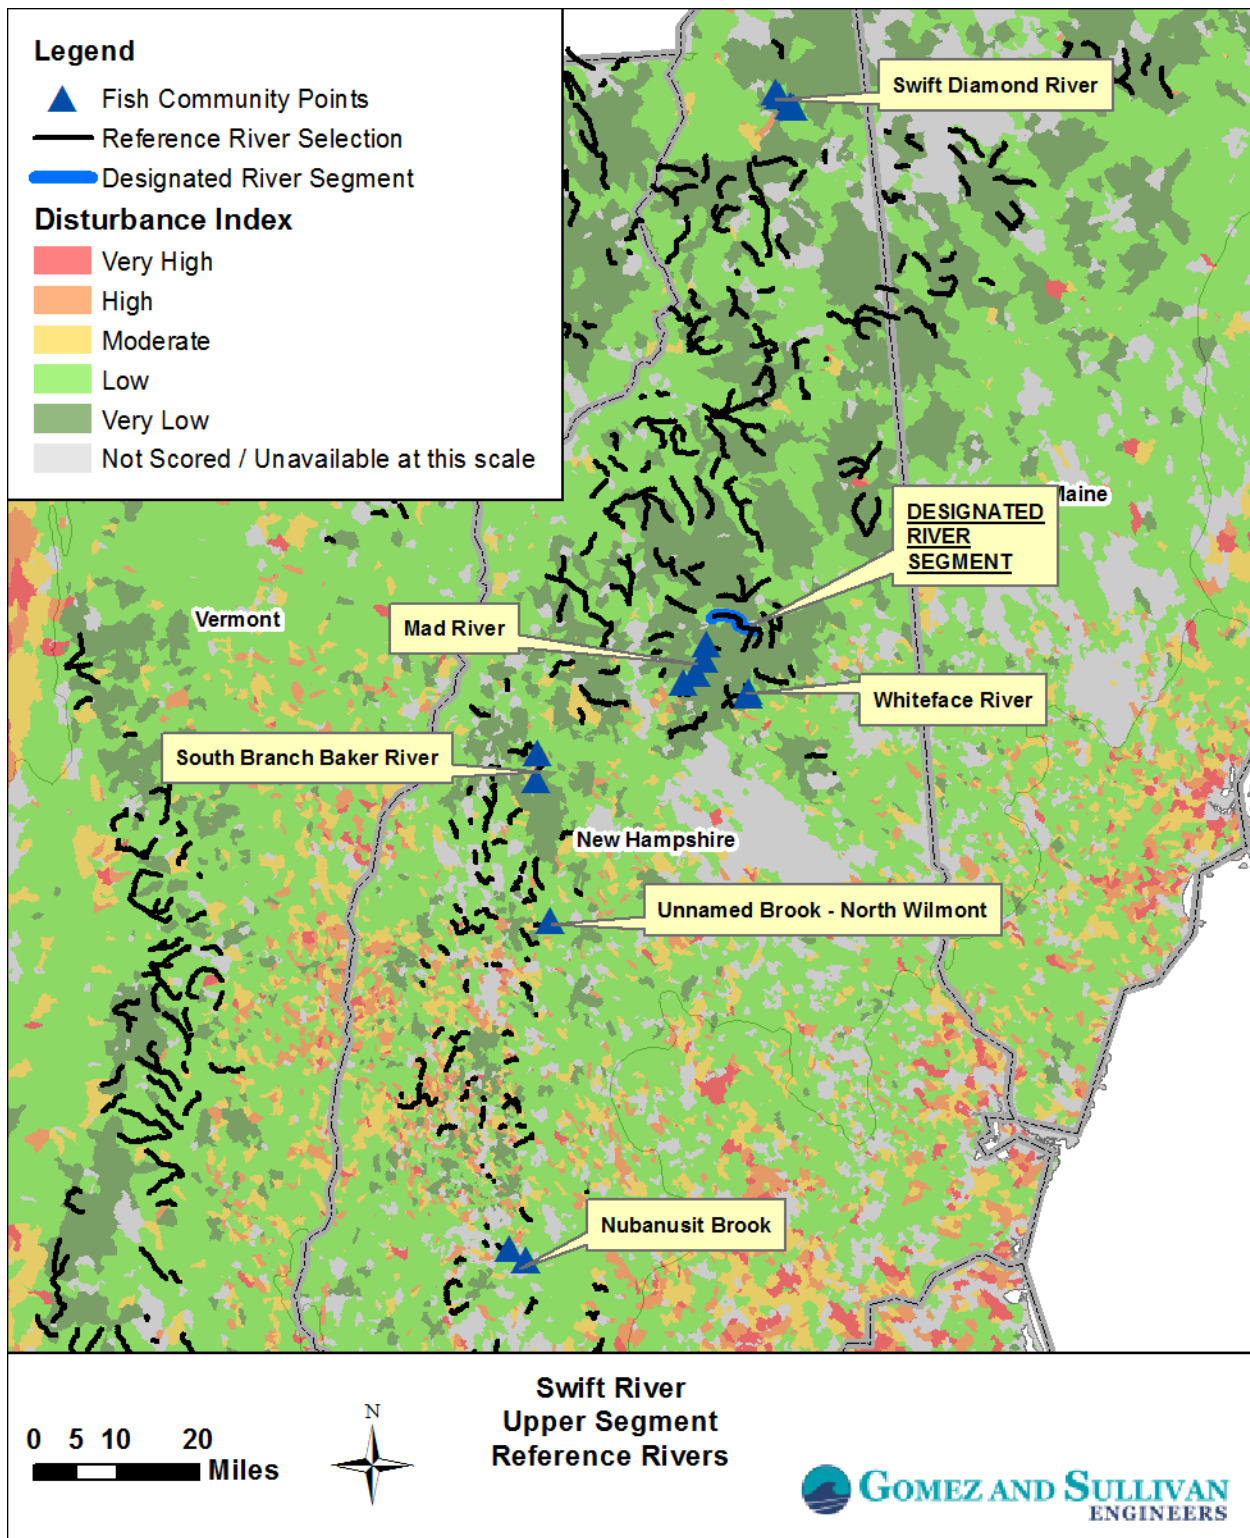 Legend
Fish Community Points
Reference River Selection
Designated River Segment
Disturbance Index
Very High
High
Moderate
Low
Very Low
Not Scored / Unavailable at this scale
Swift Diamond River
Maine
DESIGNATED
RIVER
SEGMENT
Vermont
Mad River
Whiteface River
South Branch Baker River
New Hampshire
Unnamed Brook - North Wilmont
Nubanusit Brook
0 5 10 20
Miles
N
Swift River
Upper Segment
Reference Rivers
GOMEZ AND SULLIVAN
ENGINEERS